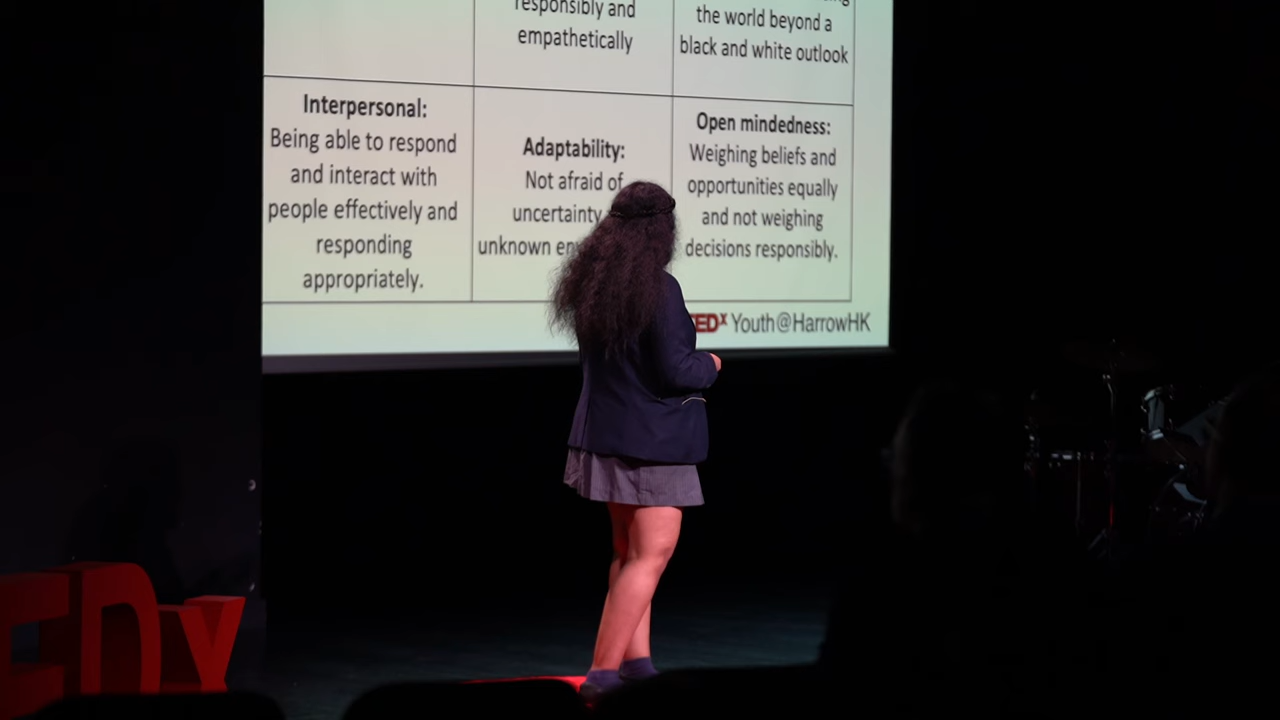 responsibly and
empathetically
the world beyond a
black and white outlook
Interpersonal:
Being able to respond
and interact with
people effectively and
responding
appropriately.
Adaptability:
Not afraid of
uncertainty
unknown
Open mindedness:
Weighing beliefs and
opportunities equally
and not weighing
decisions responsibly.
TEDx Youth@HarrowHK
EDx